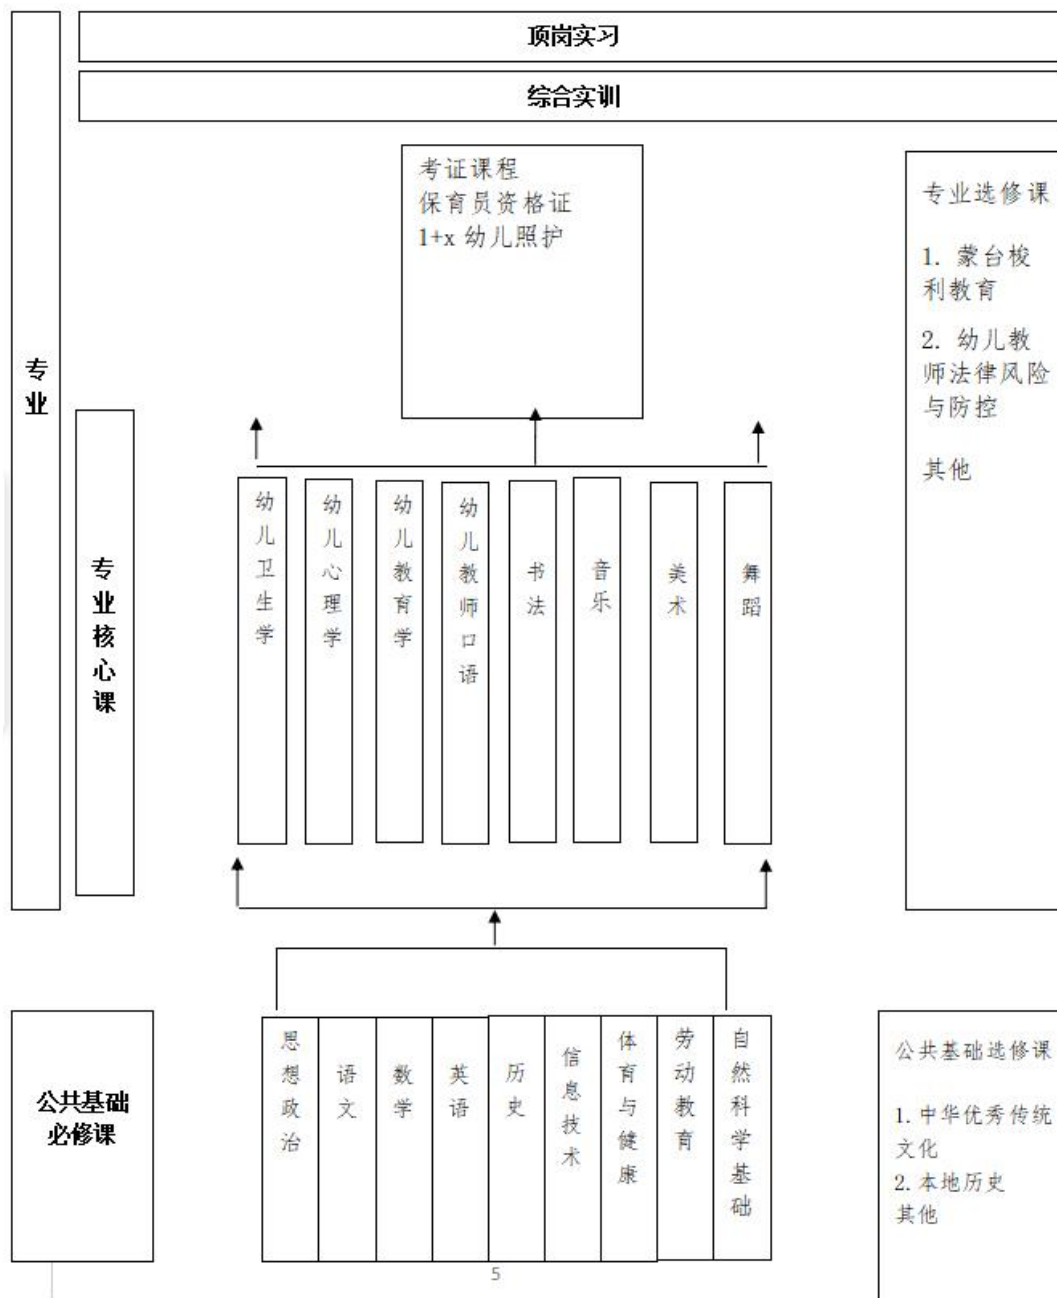 顶岗实习
综合实训
考证课程
保育员资格证
1+x 幼儿照护
专业选修课
1. 蒙台梭
利教育
2. 幼儿教
师法律风险
与防控
其他
专业
专业核心课
幼儿卫生学
幼儿心理学
幼儿教育学
幼儿教师口语
书法
音乐
美术
舞蹈
公共基础
必修课
思想政治
语文
数学
英语
历史
信息技术
体育与健康
劳动教育
自然科学基础
公共基础选修课
1.中华优秀传统
文化
2.本地历史
其他
5